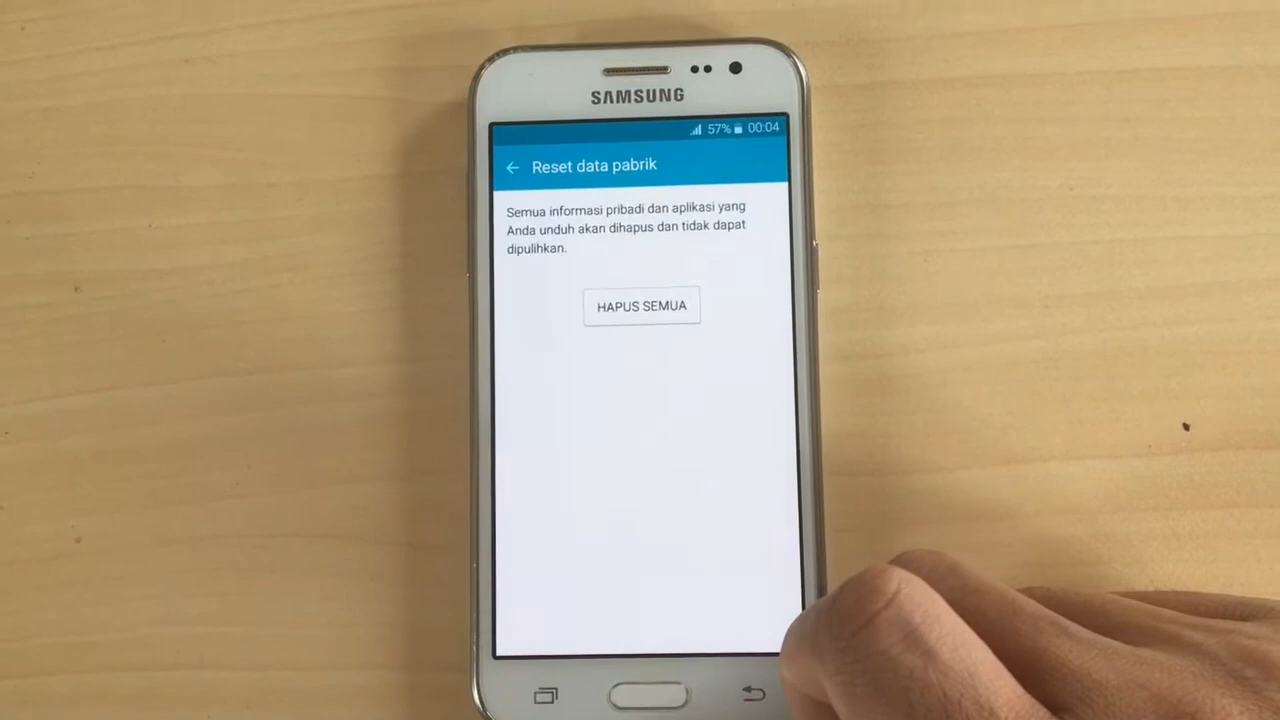 SAMSUNG
57% 00:04
Reset data pabrik
Semua informasi pribadi dan aplikasi yang
Anda unduh akan dihapus dan tidak dapat
dipulihkan.
HAPUS SEMUA